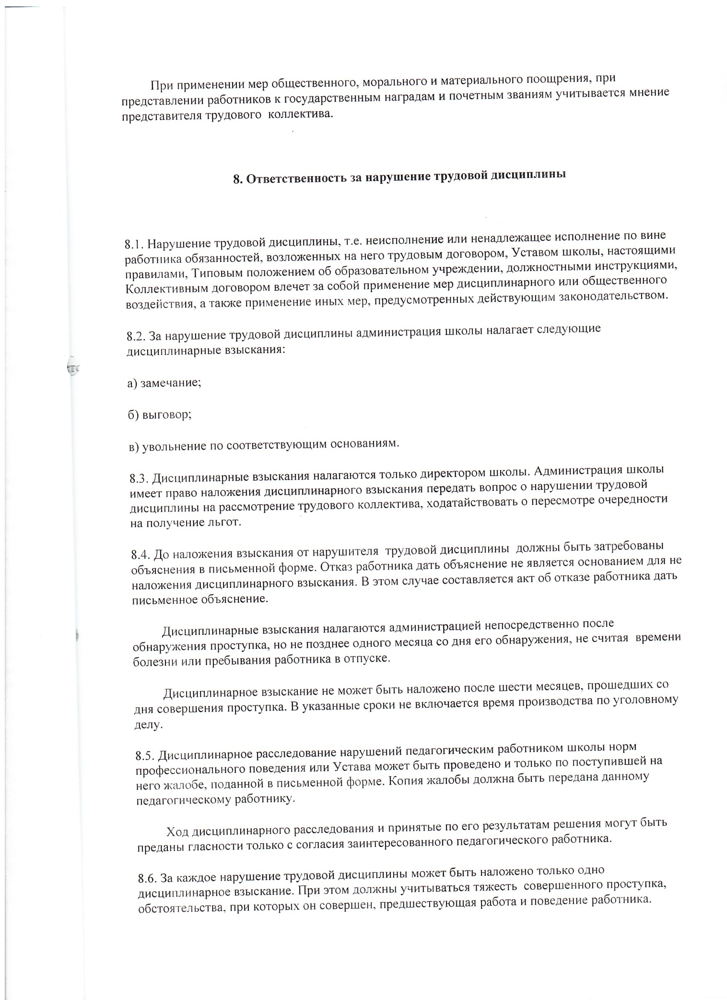 При применении мер общественного, морального и материального поощрения, при
представлении работников к государственным наградам и почетным званиям учитывается мнение
представителя трудового  коллектива.
8. Ответственность за нарушение трудовой дисциплины
8.1. Нарушение трудовой дисциплины, т.е. неисполнение или ненадлежащее исполнение по вине
работника обязанностей, возложенных на него трудовым договором, Уставом школы, настоящими
правилами, Типовым положением об образовательном учреждении, должностными инструкциями,
Коллективным договором влечет за собой применение мер дисциплинарного или общественного
воздействия, а также применение иных мер, предусмотренных действующим законодательством.
8.2. За нарушение трудовой дисциплины администрация школы налагает следующие
дисциплинарные взыскания:
а) замечание;
б) выговор;
в) увольнение по соответствующим основаниям.
8.3. Дисциплинарные взыскания налагаются только директором школы. Администрация школы
имеет право наложения дисциплинарного взыскания передать вопрос о нарушении трудовой
дисциплины на рассмотрение трудового коллектива, ходатайствовать о пересмотре очередности
на получение льгот.
8.4. До наложения взыскания от нарушителя  трудовой дисциплины  должны быть затребованы
объяснения в письменной форме. Отказ работника дать объяснение не является основанием для не
наложения дисциплинарного взыскания. В этом случае составляется акт об отказе работника дать
письменное объяснение.
Дисциплинарные взыскания налагаются администрацией непосредственно после
обнаружения проступка, но не позднее одного месяца со дня его обнаружения, не считая  времени
болезни или пребывания работника в отпуске.
Дисциплинарное взыскание не может быть наложено после шести месяцев, прошедших со
дня совершения проступка. В указанные сроки не включается время производства по уголовному
делу.
8.5. Дисциплинарное расследование нарушений педагогическим работником школы норм
профессионального поведения или Устава может быть проведено и только по поступившей на
него жалобе, поданной в письменной форме. Копия жалобы должна быть передана данному
педагогическому работнику.
Ход дисциплинарного расследования и принятые по его результатам решения могут быть
преданы гласности только с согласия заинтересованного педагогического работника.
8.6. За каждое нарушение трудовой дисциплины может быть наложено только одно
дисциплинарное взыскание. При этом должны учитываться тяжесть  совершенного проступка,
обстоятельства, при которых он совершен, предшествующая работа и поведение работника.